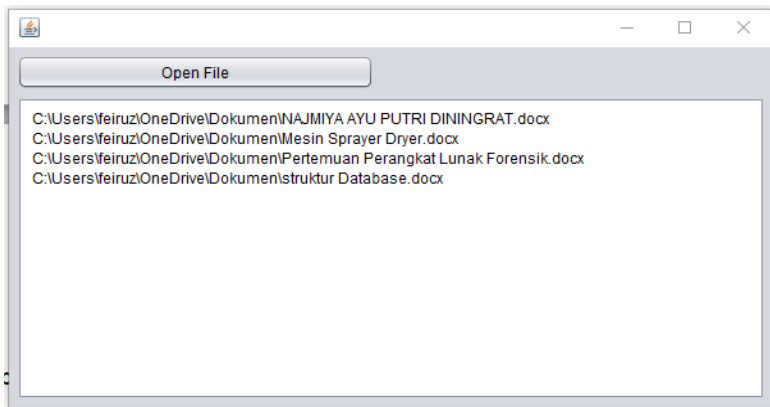 Open File
C:\Users\feiruz\OneDrive\Dokumen\NAJMIYA AYU PUTRI DININGRAT.docx
C:\Users\feiruz\OneDrive\Dokumen\Mesin Sprayer Dryer.docx
C:\Users\feiruz\OneDrive\Dokumen\Pertemuan Perangkat Lunak Forensik.docx
C:\Users\feiruz\OneDrive\Dokumen\struktur Database.docx